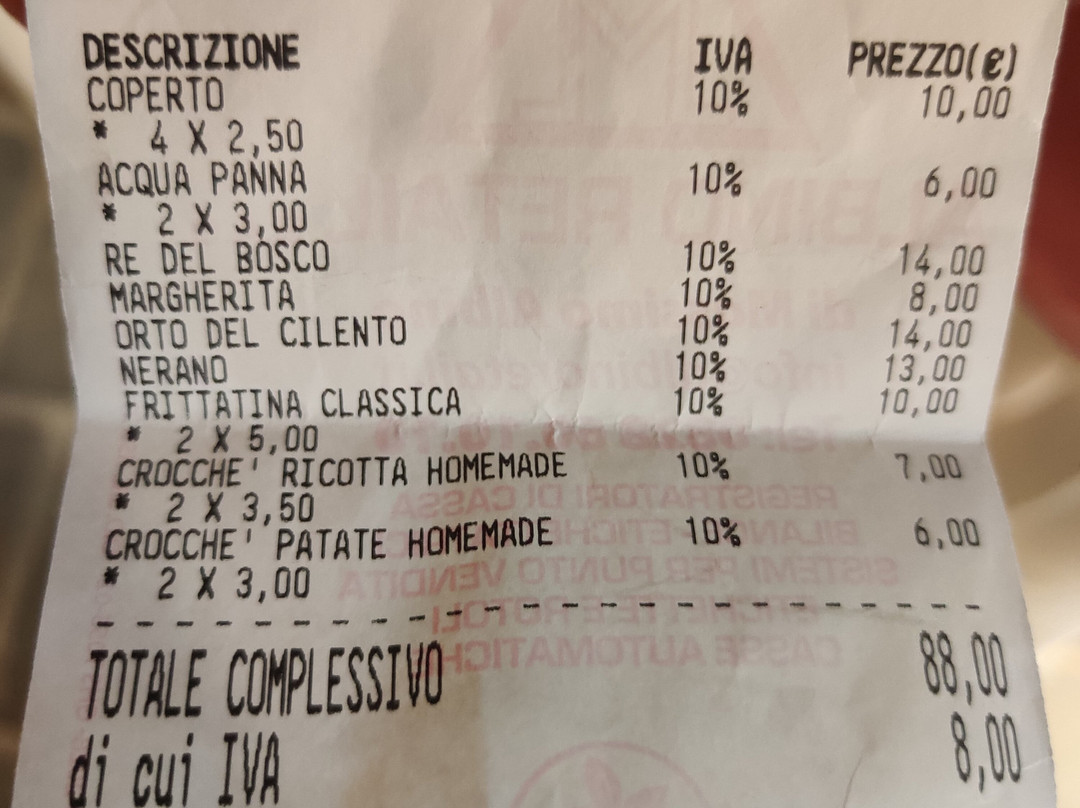 DESCRIZIONE IVA PREZZO(€)
COPERTO 10% 10,00
* 4 X 2,50
ACQUA PANNA 10% 6,00
* 2 X 3,00
RE DEL BOSCO 10% 14,00
MARGHERITA 10% 8,00
ORTO DEL CILENTO 10% 14,00
NERANO 10% 13,00
FRITTATINA CLASSICA 10% 10,00
* 2 X 5,00
CROCCHE' RICOTTA HOMEMADE 10% 7,00
* 2 X 3,50
CROCCHE' PATATE HOMEMADE 10% 6,00
* 2 X 3,00
TOTALE COMPLESSIVO 88,00
di cui IVA 8,00